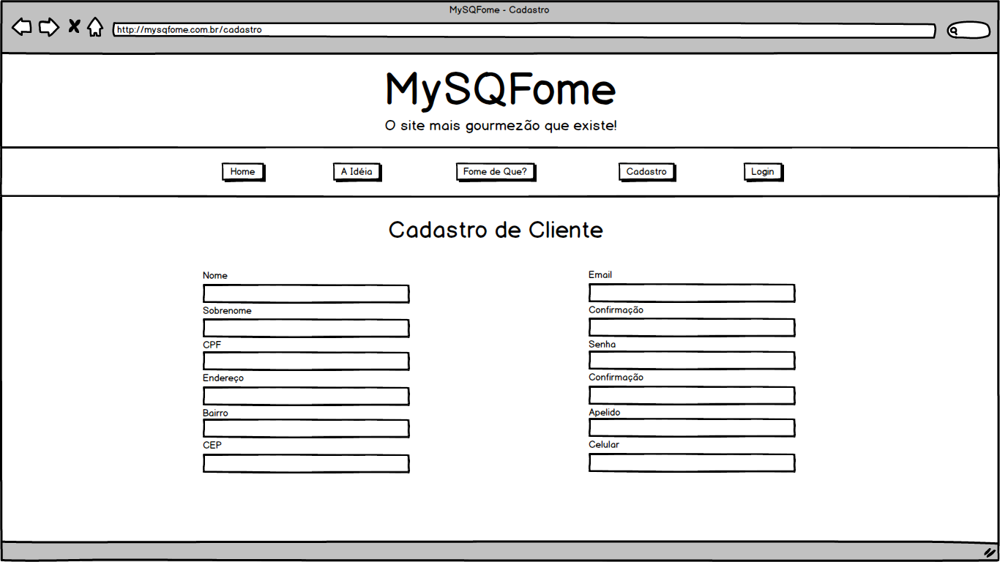 MySQFome - Cadastro
http://mysqfome.com.br/cadastro
MySQFome
O site mais gourmezão que existe!
Home
A Idéia
Fome de Que?
Cadastro
Login
Cadastro de Cliente
Nome
Sobrenome
CPF
Endereço
Bairro
CEP
Email
Confirmação
Senha
Confirmação
Apelido
Celular